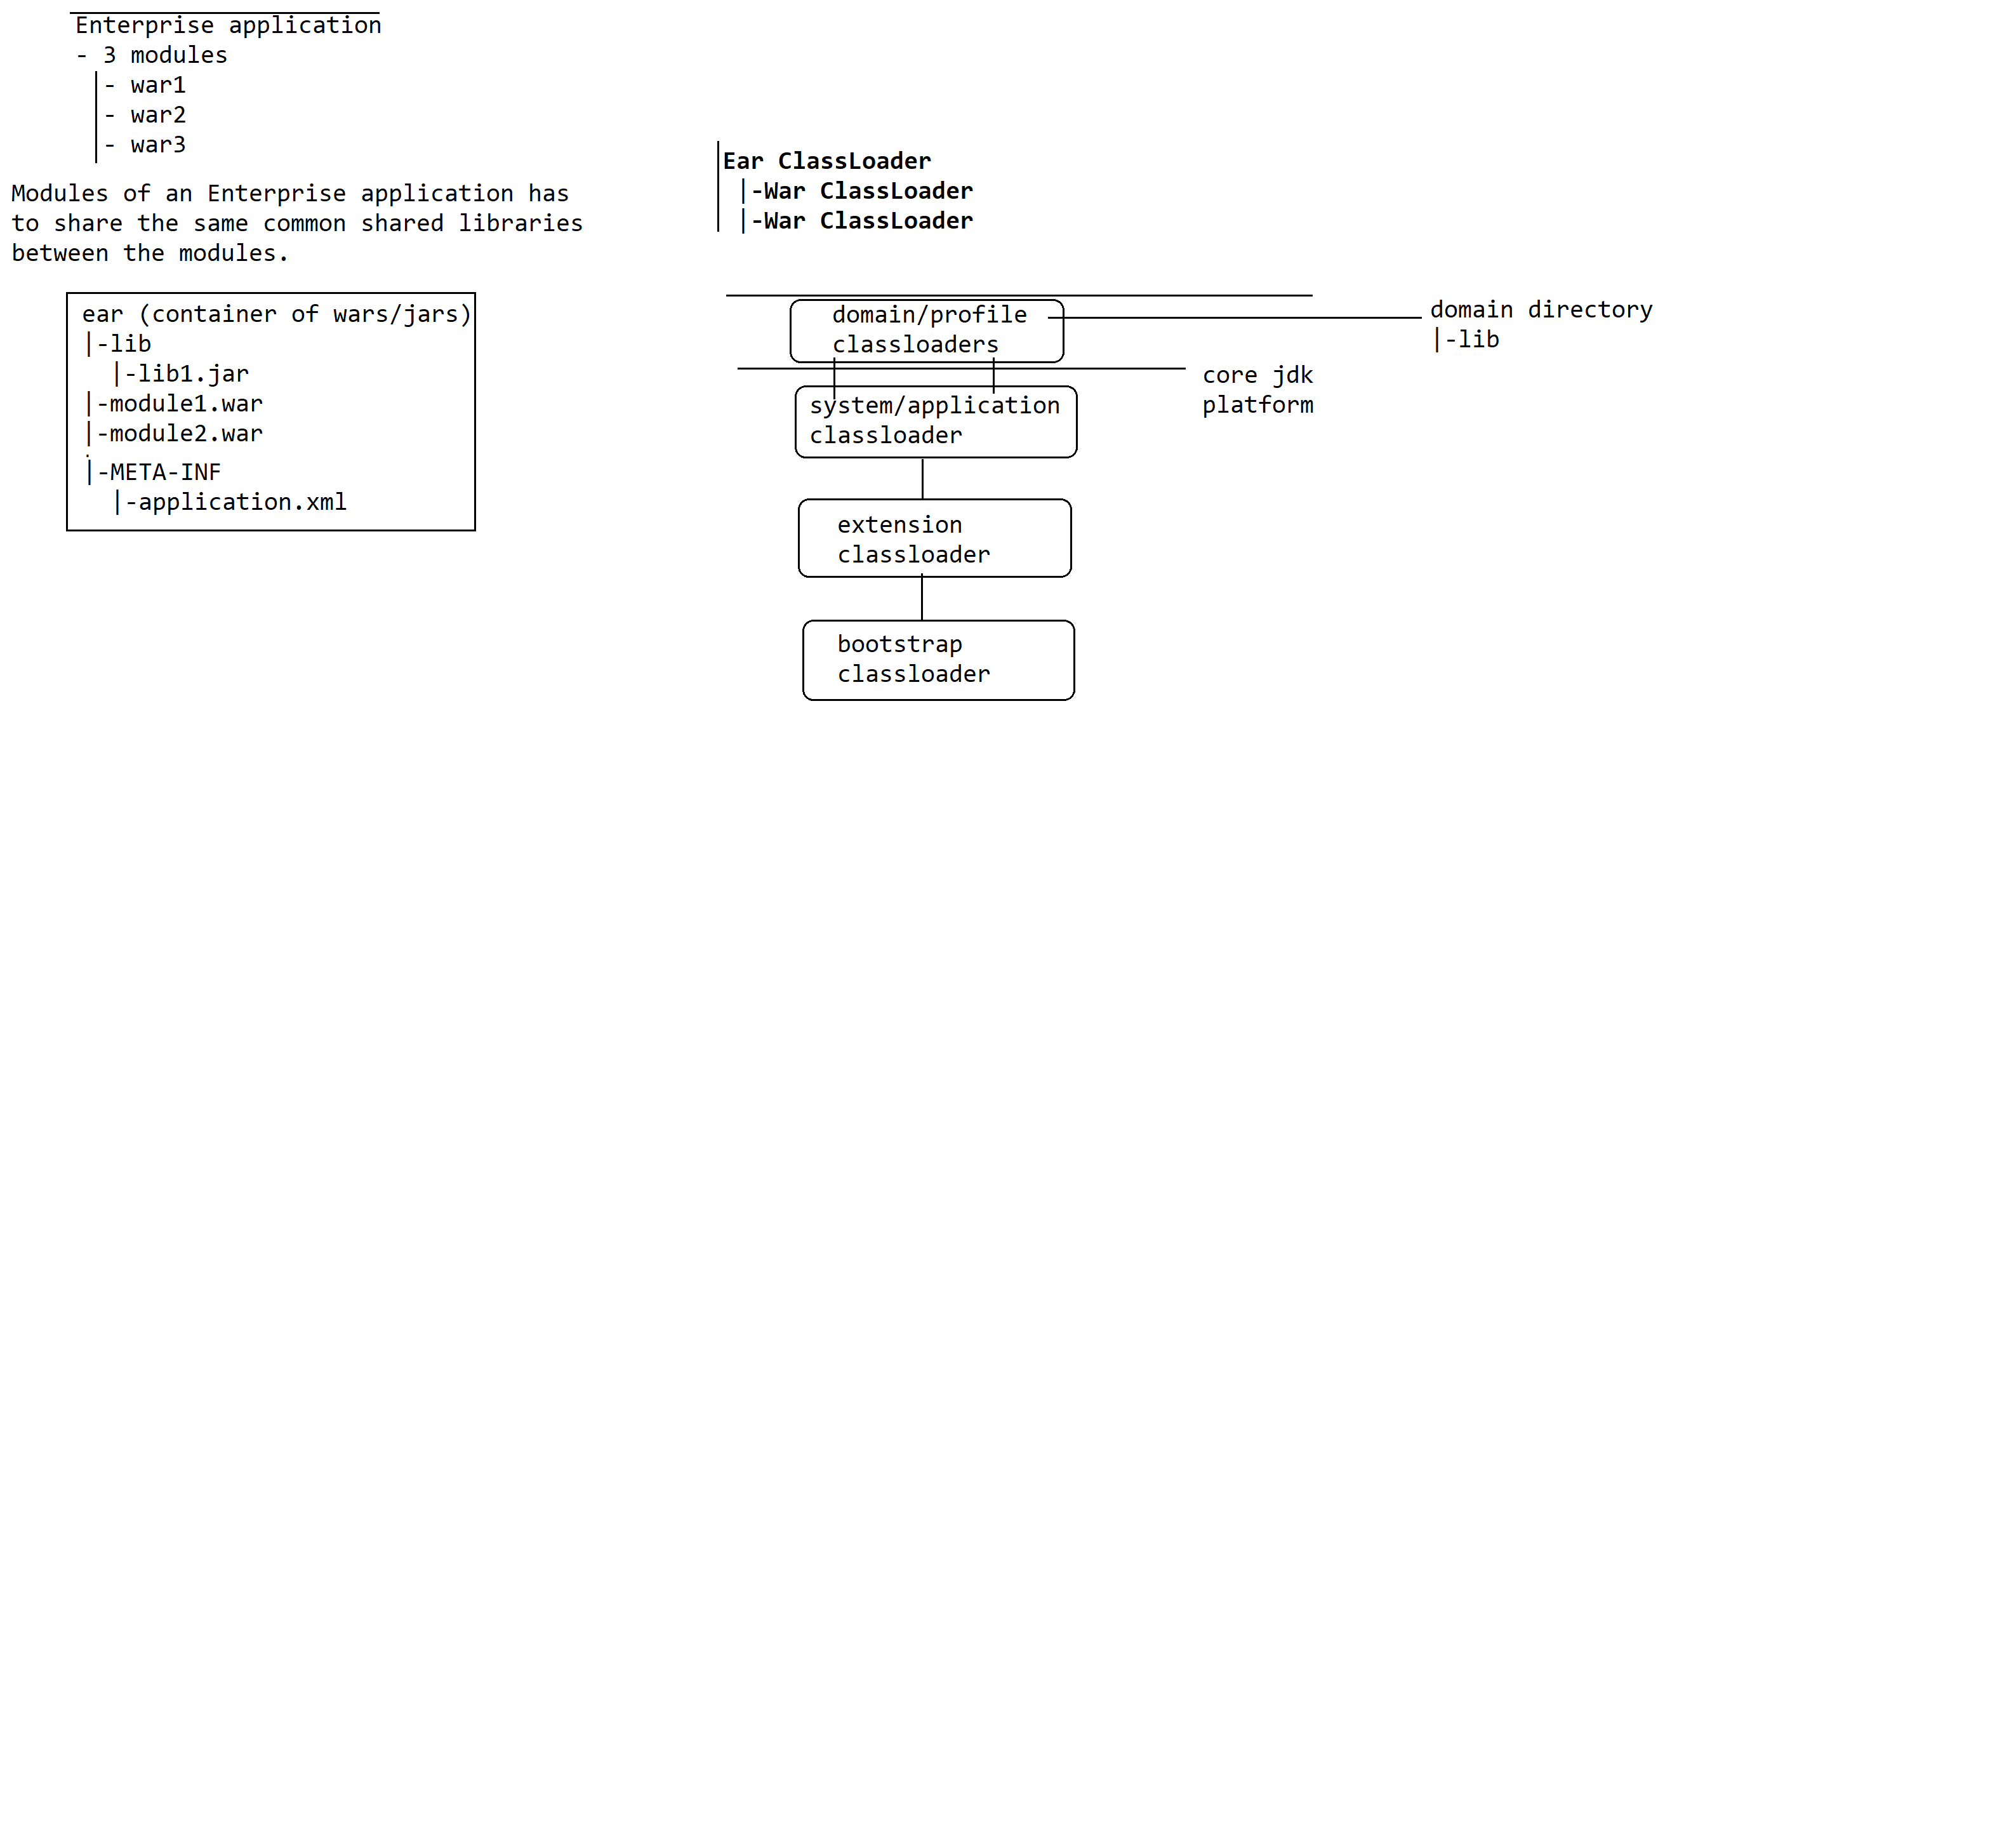 Enterprise application
- 3 modules
|- war1
|- war2
|- war3
Modules of an Enterprise application has
to share the same common shared libraries
between the modules.
ear (container of wars/jars)
|-lib
|-lib1.jar
|-module1.war
|-module2.war
.
|-META-INF
|-application.xml
Ear ClassLoader
|-War ClassLoader
|-War ClassLoader
domain/profile
classloaders
domain directory
|-lib
core jdk
platform
system/application
classloader
extension
classloader
bootstrap
classloader